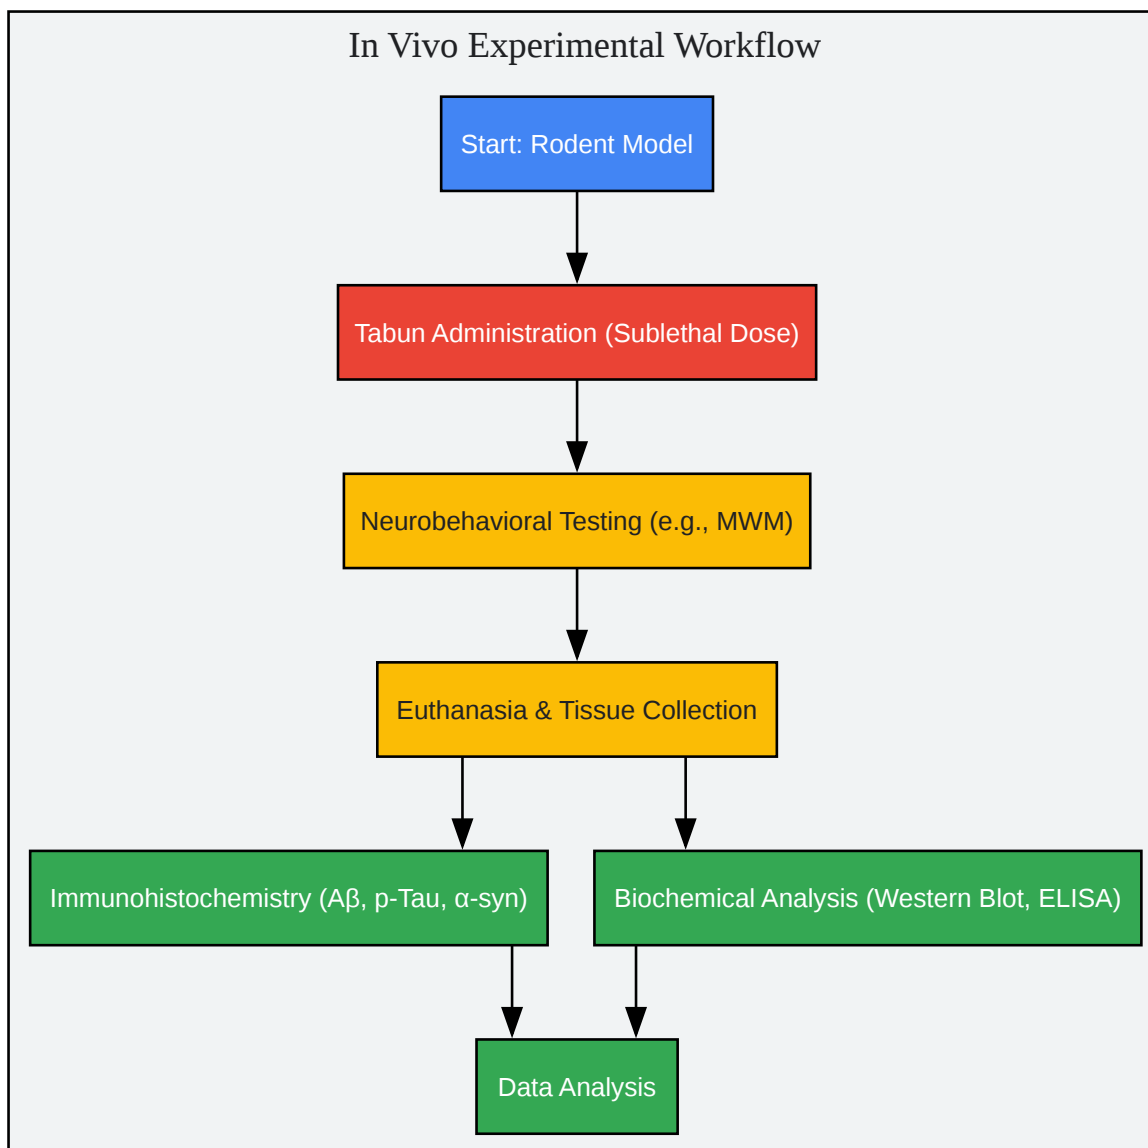 In Vivo Experimental Workflow
Start: Rodent Model
Tabun Administration (Sublethal Dose)
Neurobehavioral Testing (e.g., MWM)
Euthanasia & Tissue Collection
Immunohistochemistry (Aβ, p-Tau, α-syn)
Biochemical Analysis (Western Blot, ELISA)
Data Analysis